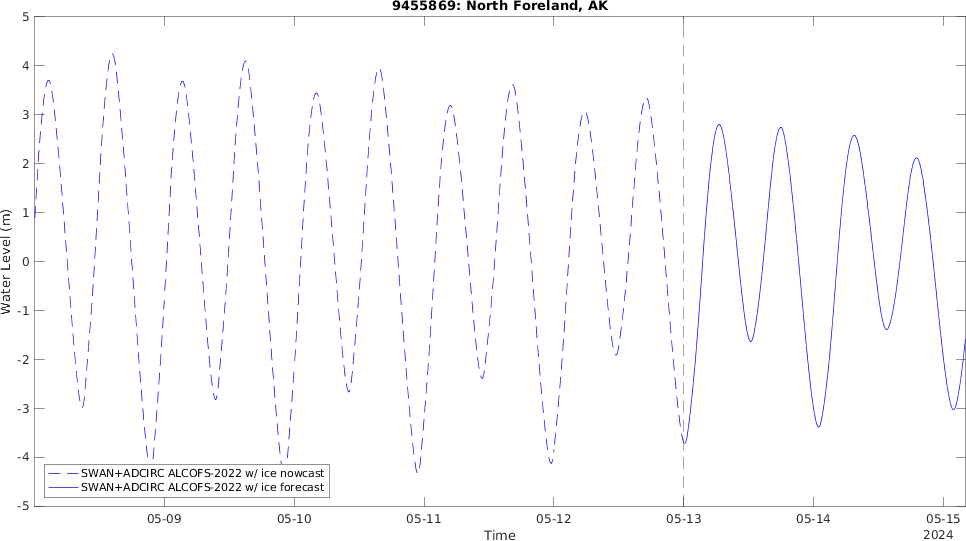 9455869: North Foreland, AK
5
4
3
2
1
0
-1
-2
-3
-4
-5
Water Level (m)
SWAN+ADCIRC ALCOFS-2022 w/ ice nowcast
SWAN+ADCIRC ALCOFS-2022 w/ ice forecast
05-09 05-10 05-11 05-12 05-13 05-14 05-15
Time 2024